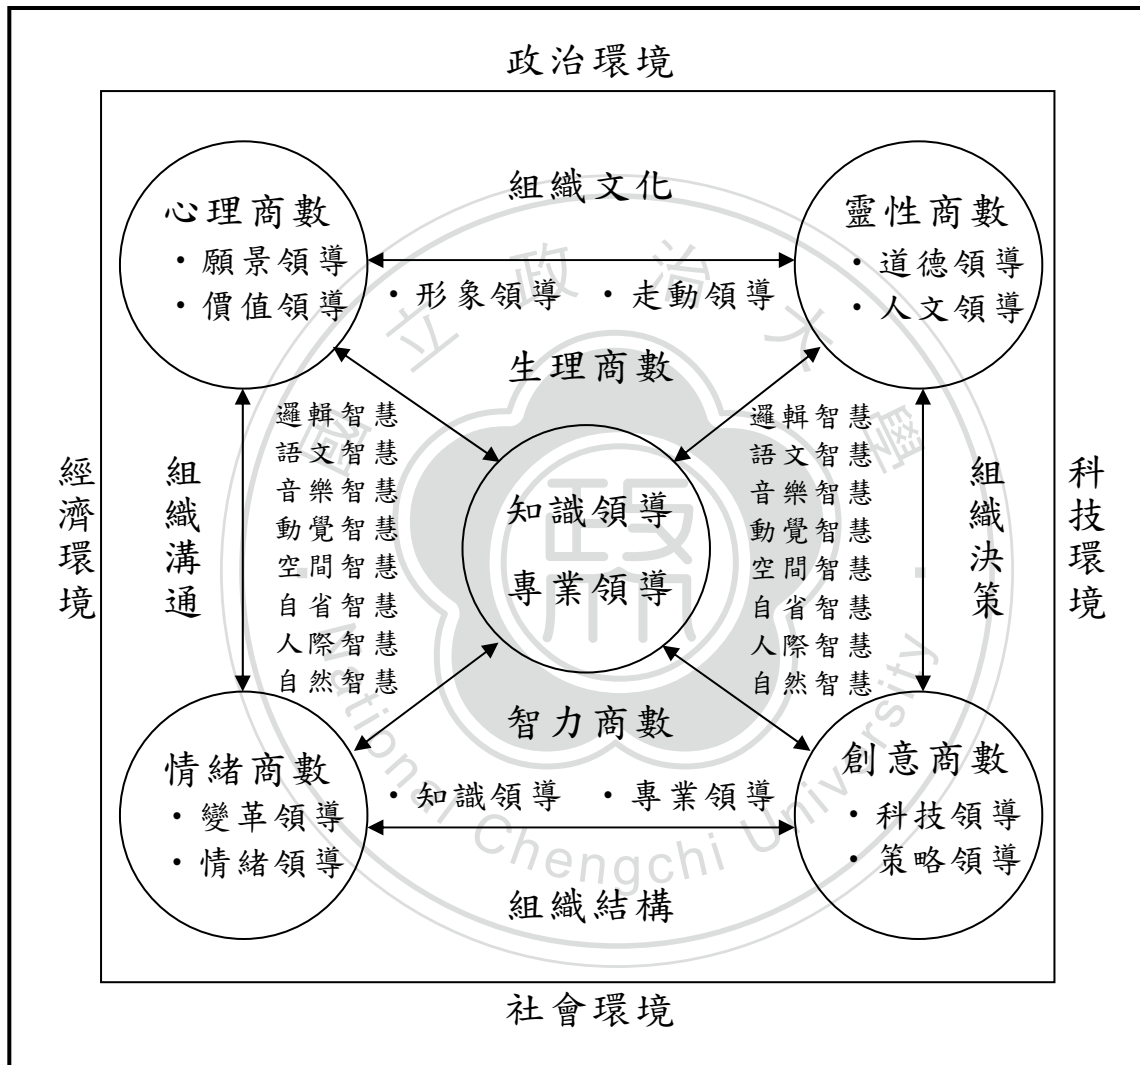 政治環境
組織文化
心理商數
・願景領導
・價值領導
靈性商數
・道德領導
・人文領導
・形象領導 ・走動領導
生理商數
經濟環境
組織溝通
邏輯智慧
語文智慧
音樂智慧
動覺智慧
空間智慧
自省智慧
人際智慧
自然智慧
知識領導
專業領導
邏輯智慧
語文智慧
音樂智慧
動覺智慧
空間智慧
自省智慧
人際智慧
自然智慧
組織決策
科技環境
智力商數
情緒商數
・變革領導
・情緒領導
・知識領導 ・專業領導
創意商數
・科技領導
・策略領導
組織結構
社會環境
國立政治大學
National Chengchi University